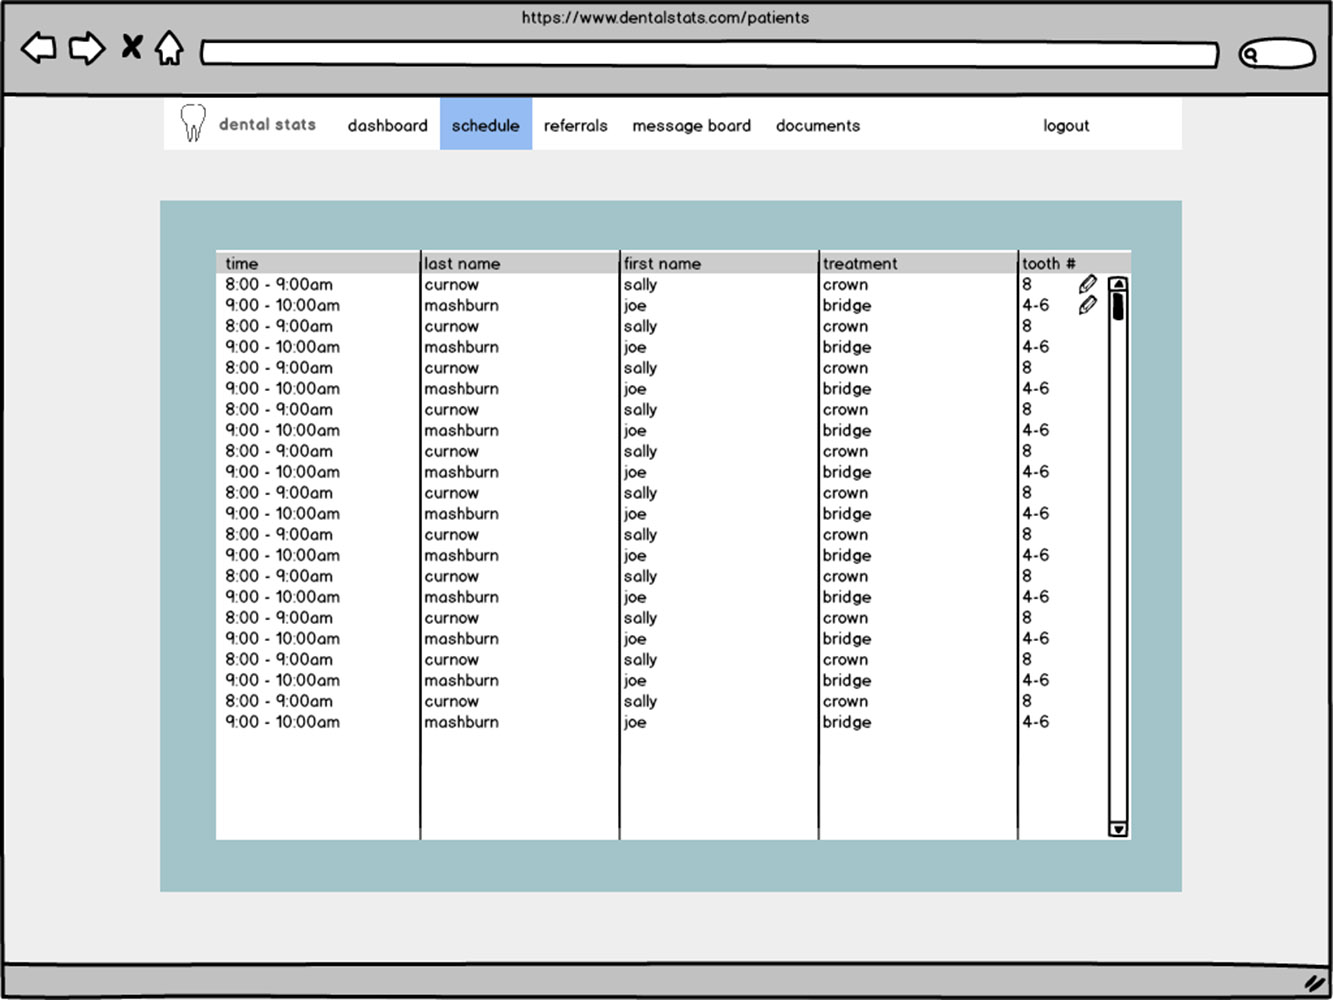 https://www.dentalstats.com/patients
dental stats dashboard schedule referrals message board documents logout
time last name first name treatment tooth #
8:00 - 9:00am curnow sally crown 8
9:00 - 10:00am mashburn joe bridge 4-6
8:00 - 9:00am curnow sally crown 8
9:00 - 10:00am mashburn joe bridge 4-6
8:00 - 9:00am curnow sally crown 8
9:00 - 10:00am mashburn joe bridge 4-6
8:00 - 9:00am curnow sally crown 8
9:00 - 10:00am mashburn joe bridge 4-6
8:00 - 9:00am curnow sally crown 8
9:00 - 10:00am mashburn joe bridge 4-6
8:00 - 9:00am curnow sally crown 8
9:00 - 10:00am mashburn joe bridge 4-6
8:00 - 9:00am curnow sally crown 8
9:00 - 10:00am mashburn joe bridge 4-6
8:00 - 9:00am curnow sally crown 8
9:00 - 10:00am mashburn joe bridge 4-6
8:00 - 9:00am curnow sally crown 8
9:00 - 10:00am mashburn joe bridge 4-6
8:00 - 9:00am curnow sally crown 8
9:00 - 10:00am mashburn joe bridge 4-6
8:00 - 9:00am curnow sally crown 8
9:00 - 10:00am mashburn joe bridge 4-6